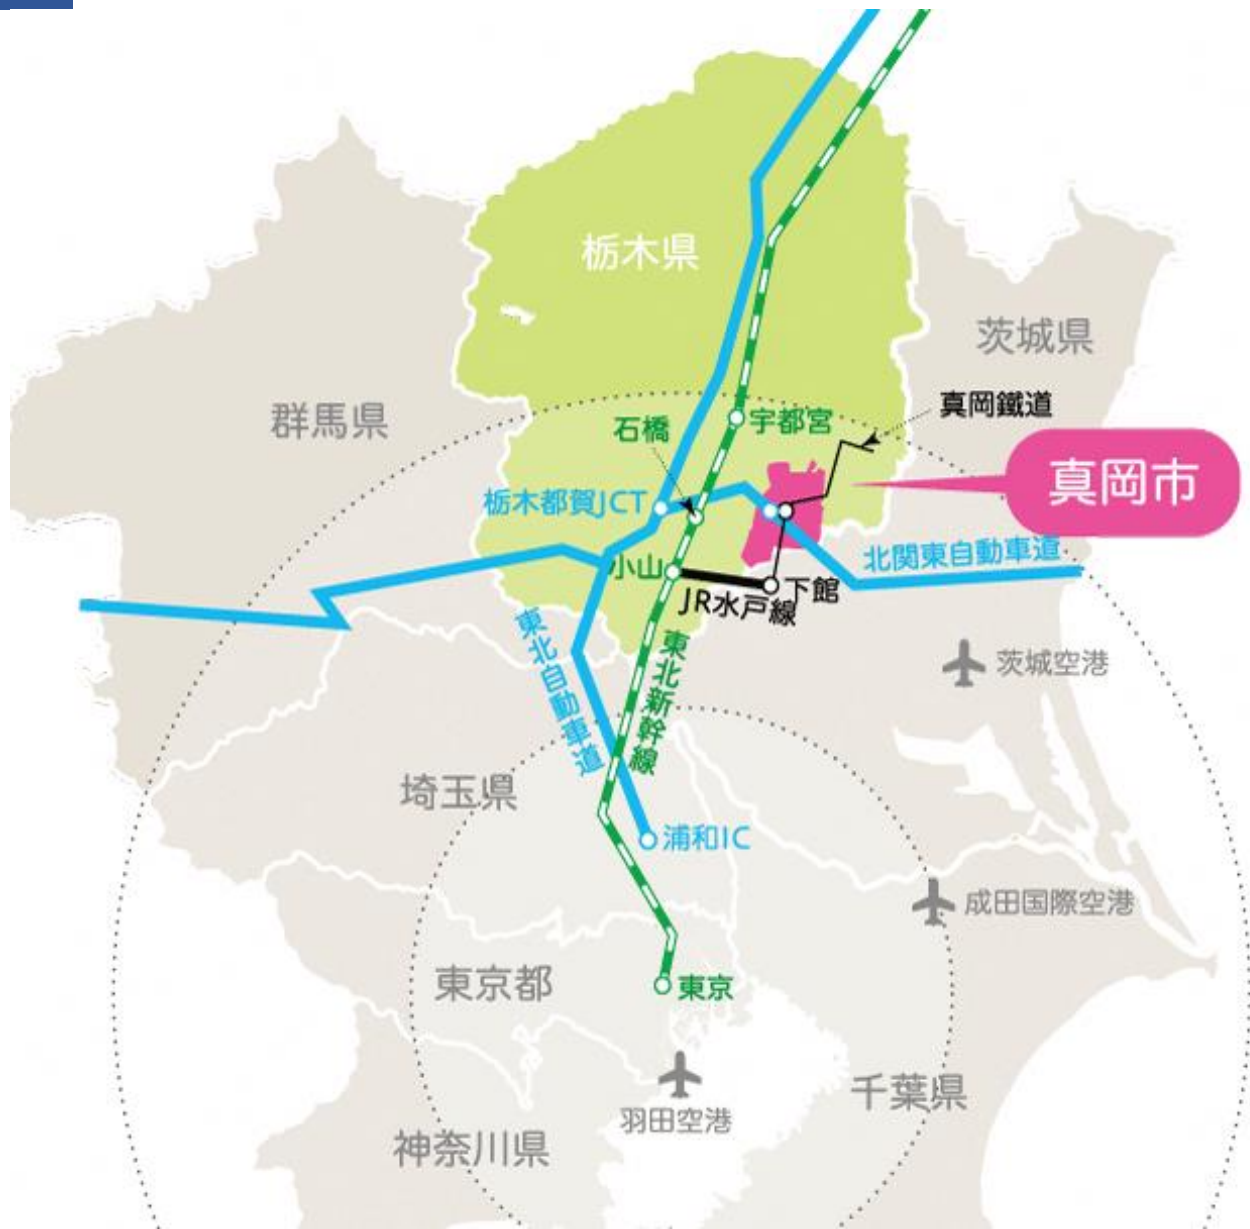 栃木県
茨城県
真岡鐵道
群馬県
宇都宮
石橋
真岡市
栃木都賀JCT
北関東自動車道
小山
下館
JR水戸線
東北自動車道
東北新幹線
茨城空港
埼玉県
浦和IC
成田国際空港
東京都
東京
千葉県
羽田空港
神奈川県